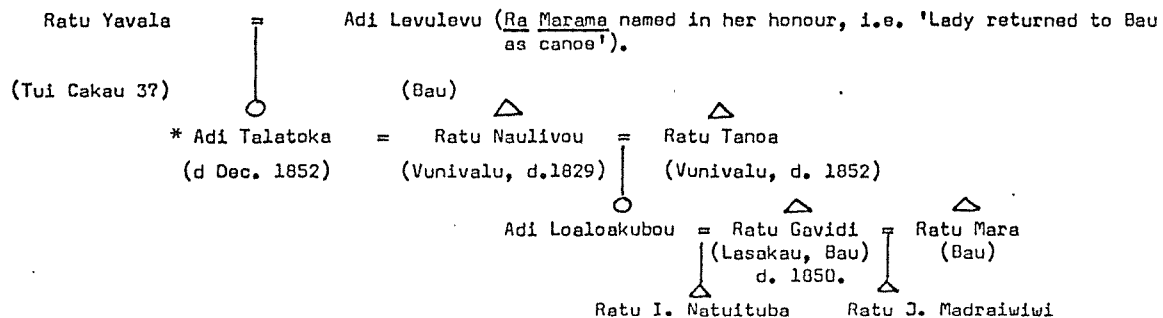 Ratu Yavala = Adi Levulevu (Ra Marama named in her honour, i.e. 'Lady returned to Bau
as canoe').
(Tui Cakau 37) (Bau)
* Adi Talatoka = Ratu Naulivou = Ratu Tanoa
(d Dec. 1852) (Vunivalu, d.1829) (Vunivalu, d. 1852)
Adi Loaloakubou = Ratu Gavidi = Ratu Mara
(Lasakau, Bau) (Bau)
d. 1850.
Ratu I. Natuituba Ratu J. Madraiwiwi